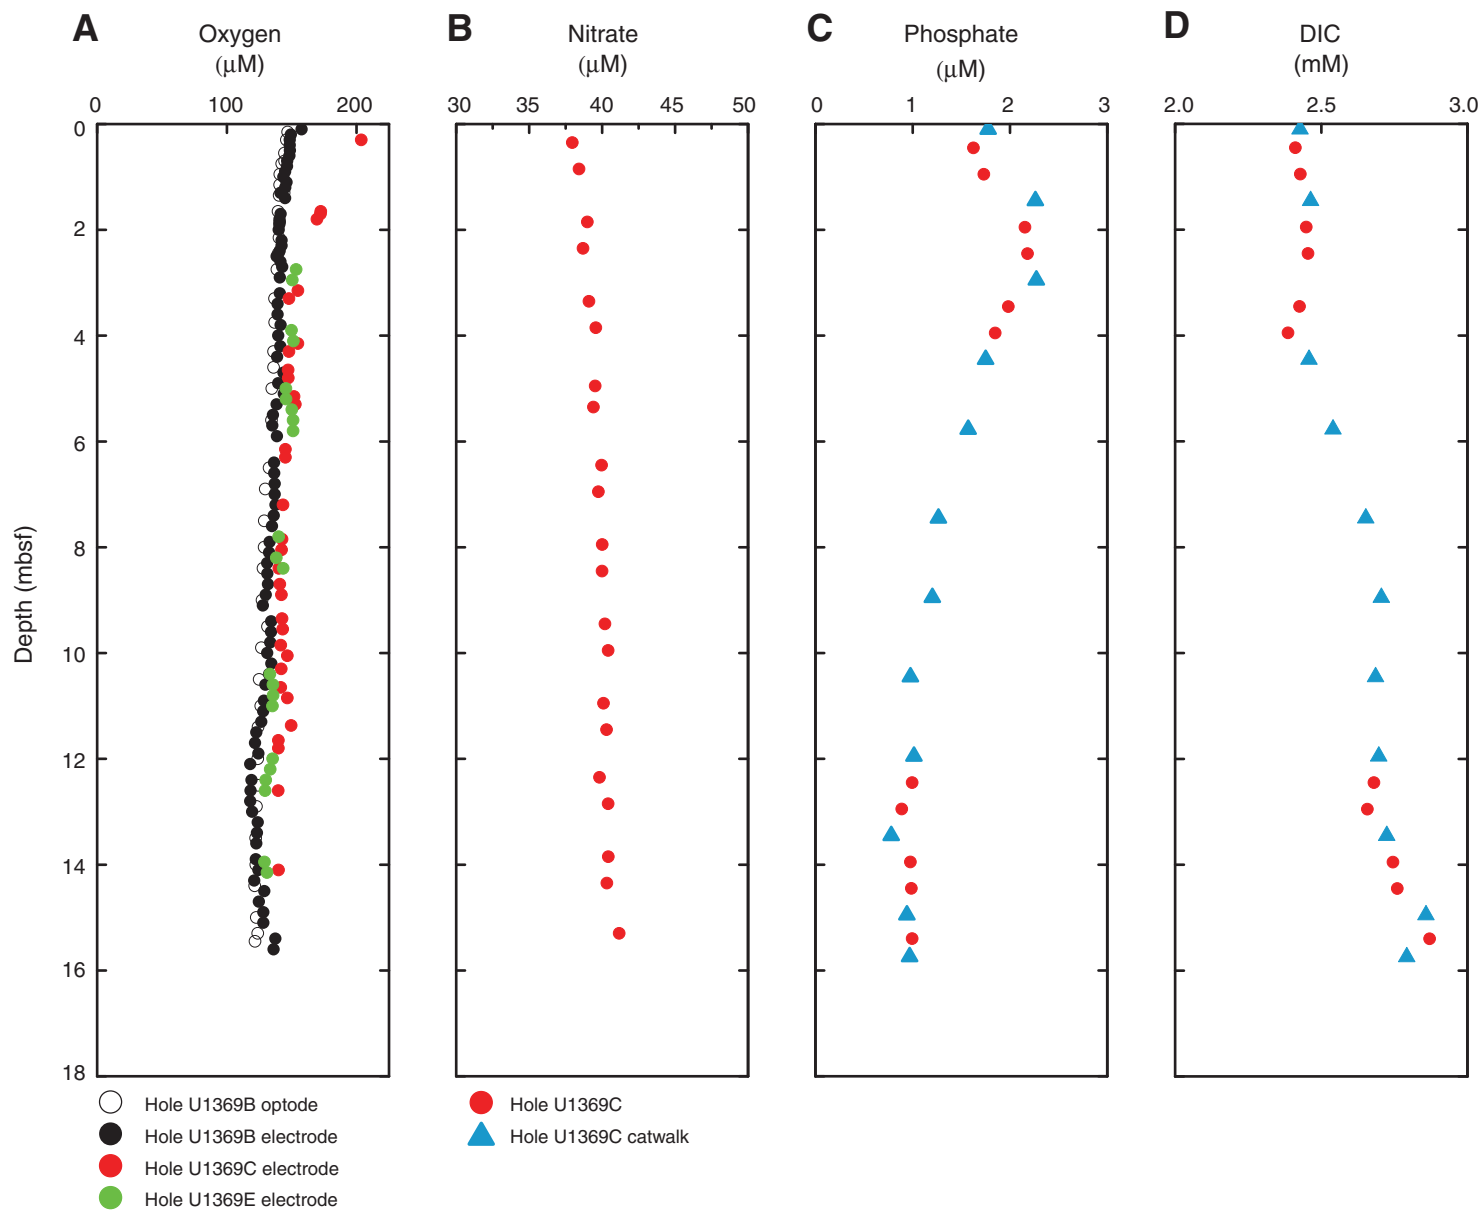 A
Oxygen
(μM)
0 100 200
B
Nitrate
(μM)
30 35 40 45 50
C
Phosphate
(μM)
0 1 2 3
D
DIC
(mM)
2.0 2.5 3.0
Depth (mbsf)
0
2
4
6
8
10
12
14
16
18
Hole U1369B optode
Hole U1369B electrode
Hole U1369C electrode
Hole U1369E electrode
Hole U1369C
Hole U1369C catwalk